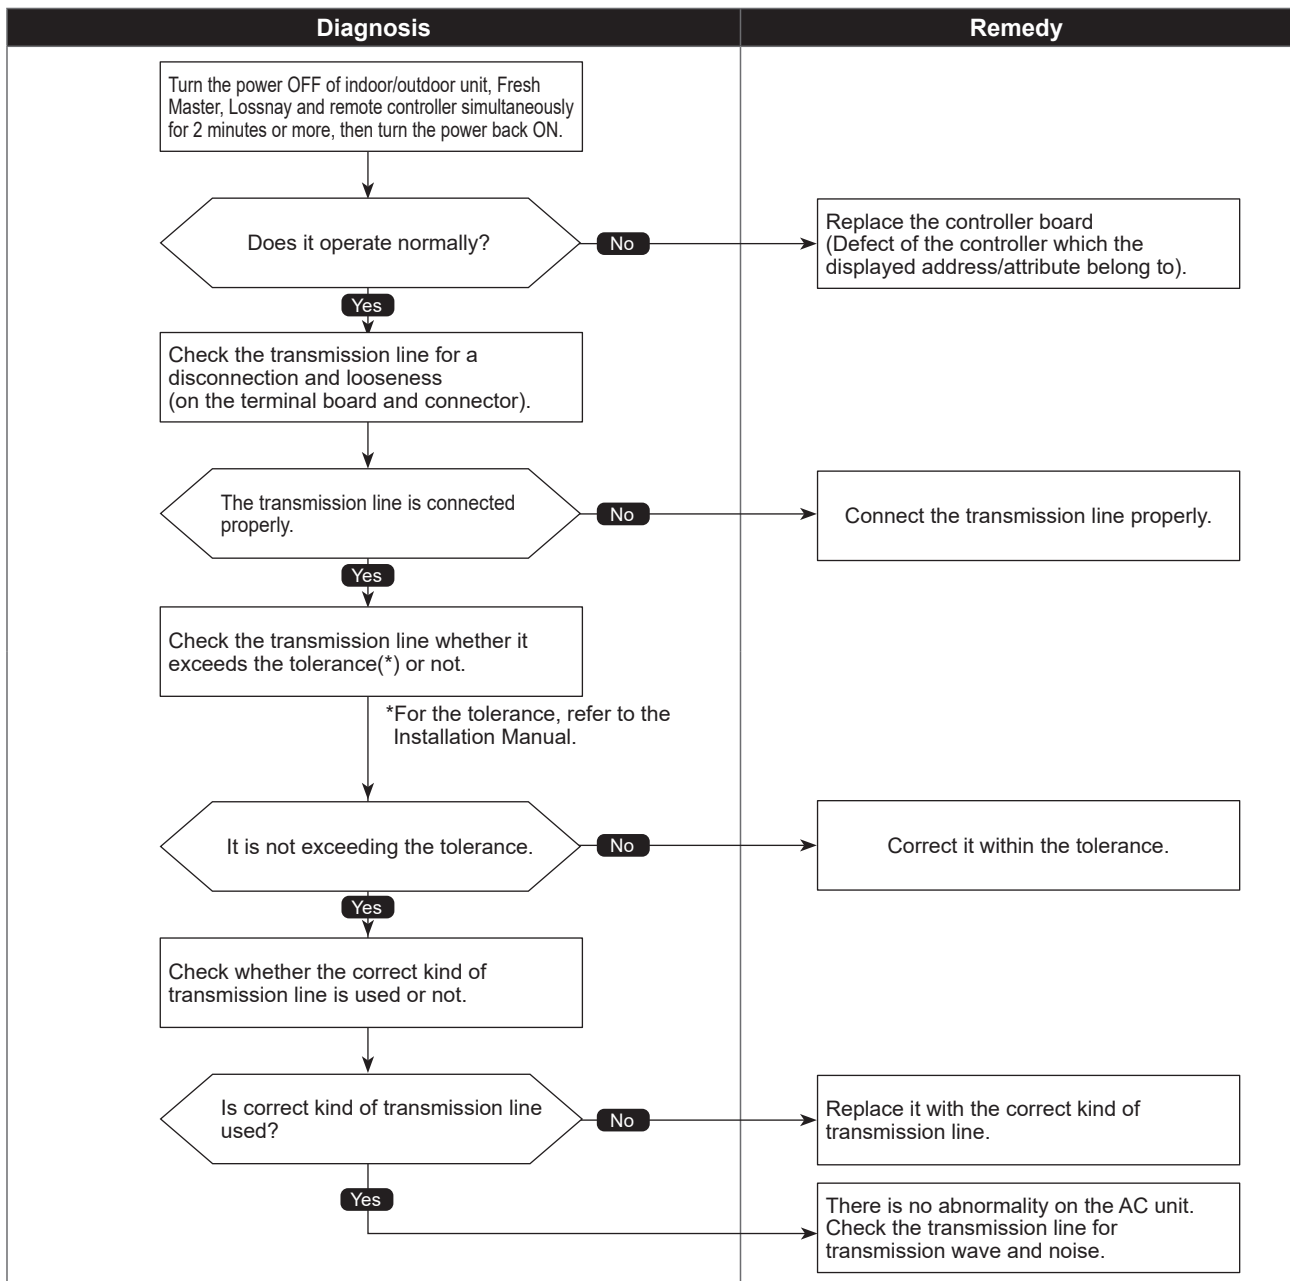 Diagnosis
Remedy
Turn the power OFF of indoor/outdoor unit, Fresh
Master, Lossnay and remote controller simultaneously
for 2 minutes or more, then turn the power back ON.
Does it operate normally?
No
Replace the controller board
(Defect of the controller which the
displayed address/attribute belong to).
Yes
Check the transmission line for a
disconnection and looseness
(on the terminal board and connector).
The transmission line is connected
properly.
No
Connect the transmission line properly.
Yes
Check the transmission line whether it
exceeds the tolerance(*) or not.
*For the tolerance, refer to the
Installation Manual.
It is not exceeding the tolerance.
No
Correct it within the tolerance.
Yes
Check whether the correct kind of
transmission line is used or not.
Is correct kind of transmission line
used?
No
Replace it with the correct kind of
transmission line.
Yes
There is no abnormality on the AC unit.
Check the transmission line for
transmission wave and noise.